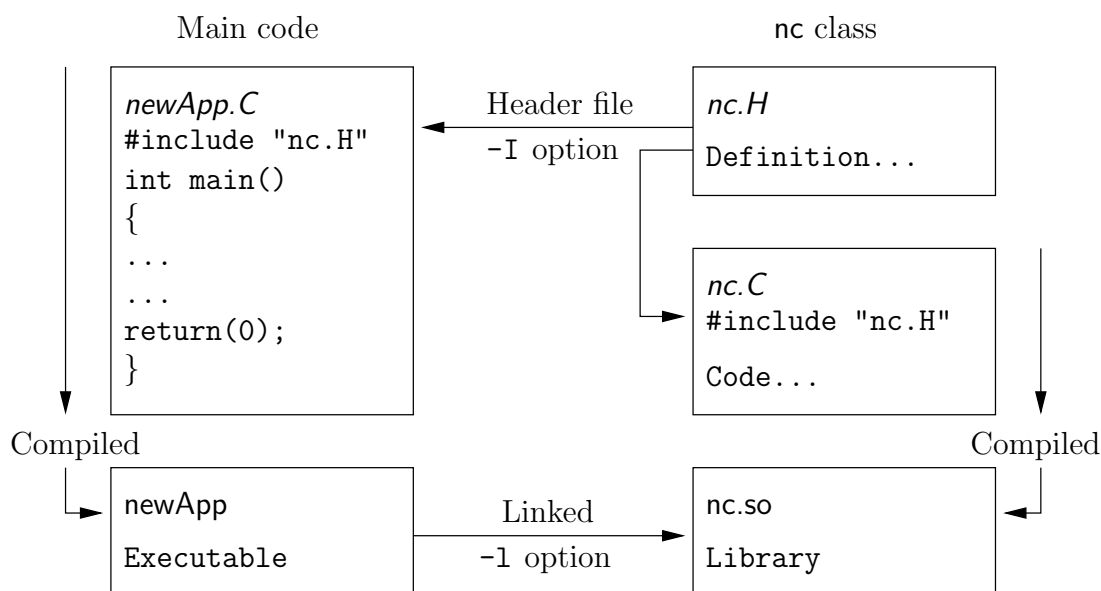 Main code
nc class
newApp.C
#include "nc.H"
int main()
{
...
...
return(0);
}
Header file
-I option
nc.H
Definition...
nc.C
#include "nc.H"
Code...
Compiled
Compiled
newApp
Executable
Linked
-l option
nc.so
Library